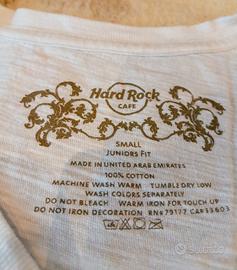 Hard Rock
CAFE
SMALL
JUNIORS FIT
MADE IN UNITED ARAB EMIRATES
100% COTTON
MACHINE WASH WARM TUMBLE DRY LOW
WASH COLORS SEPARATELY
DO NOT BLEACH WARM IRON FOR TOUCH UP
DO NOT IRON DECORATION RN# 79177 CA#33603
subito